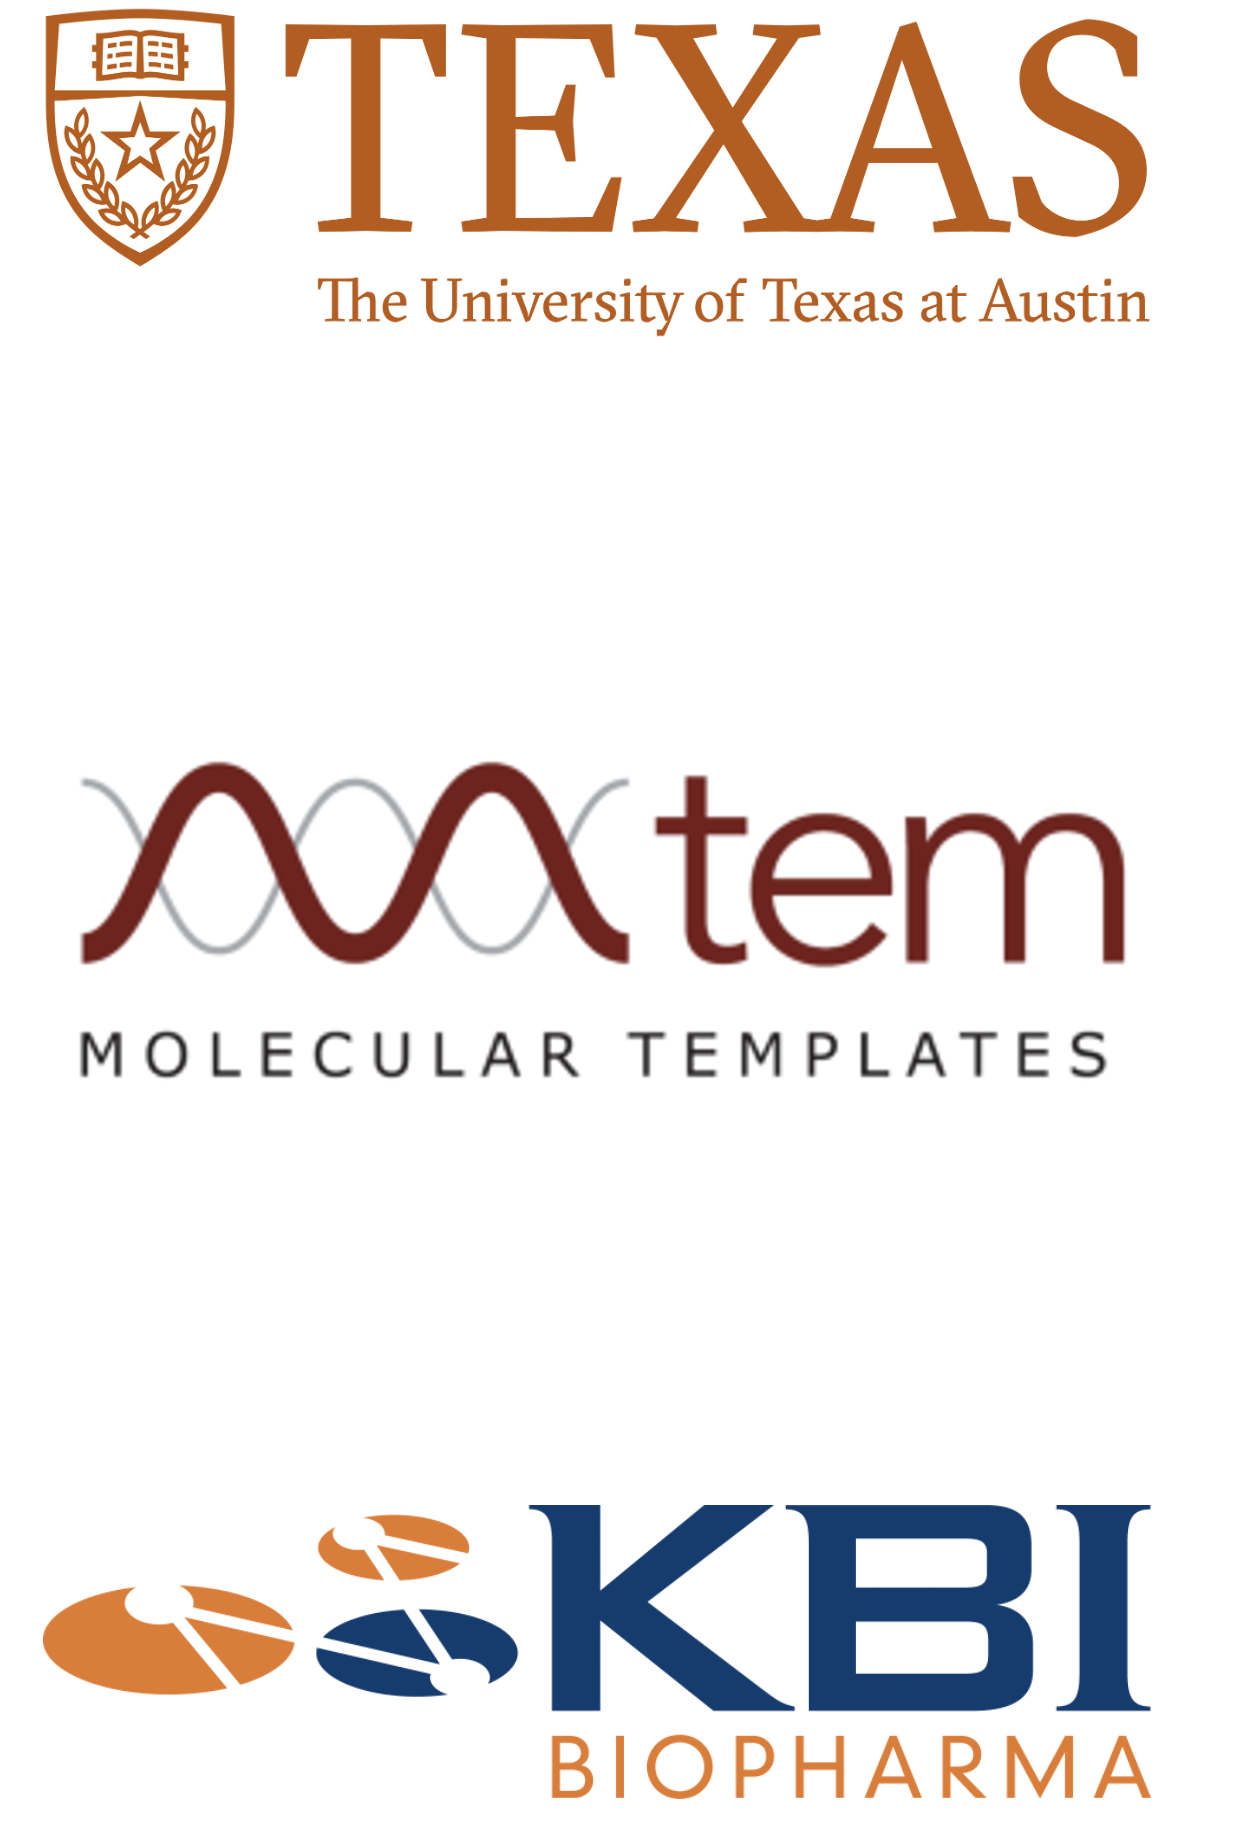 TEXAS
The University of Texas at Austin
tem
MOLECULAR TEMPLATES
KBI
BIOPHARMA